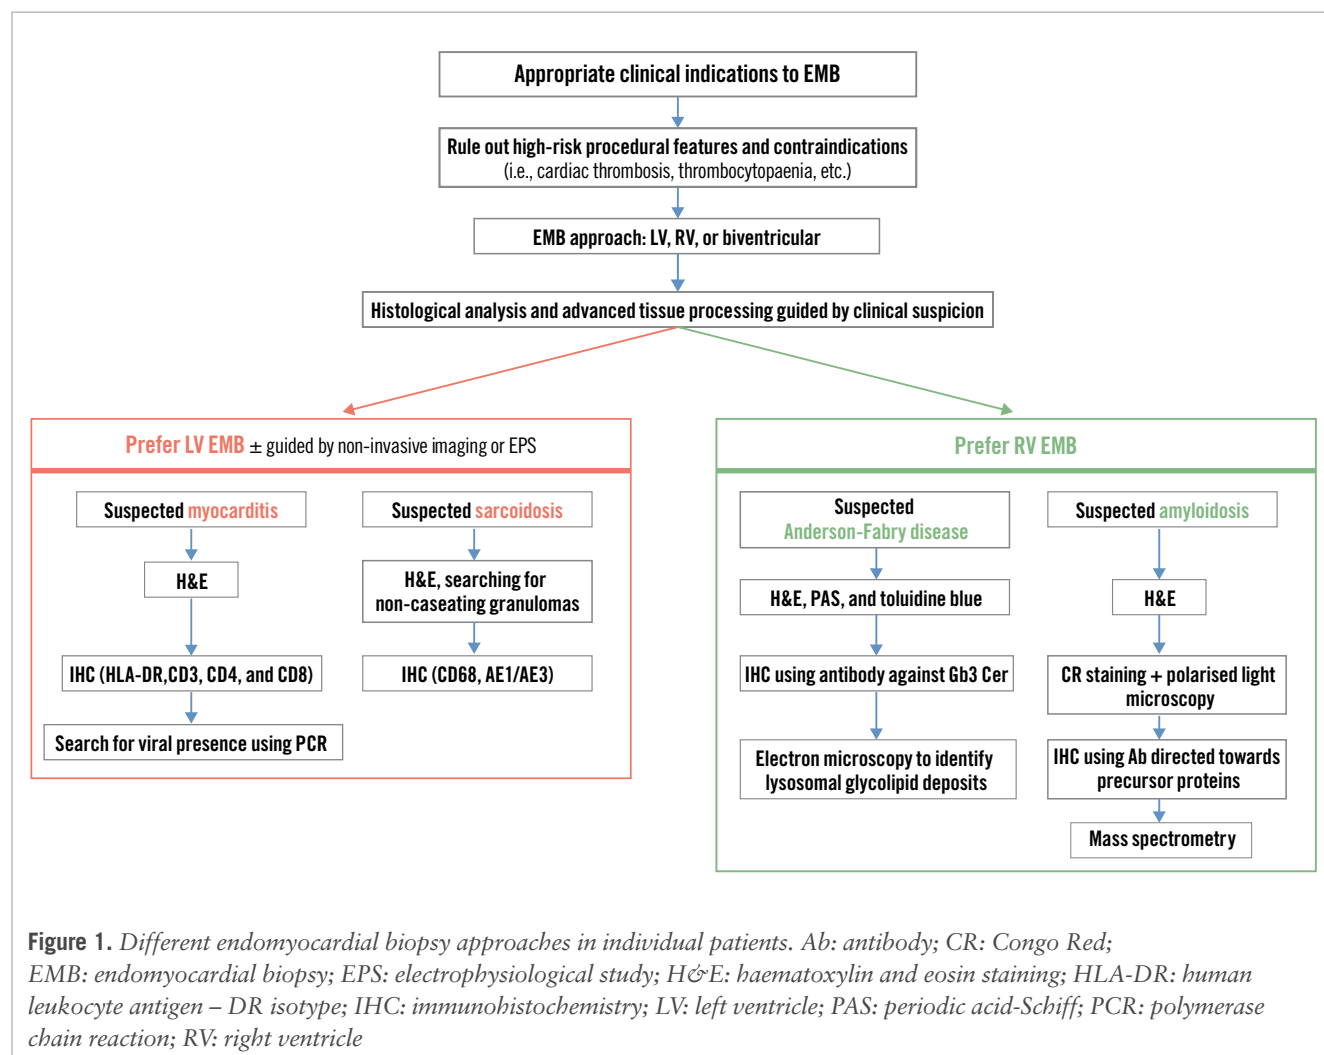 Appropriate clinical indications to EMB
Rule out high-risk procedural features and contraindications
(i.e., cardiac thrombosis, thrombocytopaenia, etc.)
EMB approach: LV, RV, or biventricular
Histological analysis and advanced tissue processing guided by clinical suspicion
Prefer LV EMB ± guided by non-invasive imaging or EPS
Suspected myocarditis
H&E
IHC (HLA-DR,CD3, CD4, and CD8)
Search for viral presence using PCR
Suspected sarcoidosis
H&E, searching for
non-caseating granulomas
IHC (CD68, AE1/AE3)
Prefer RV EMB
Suspected
Anderson-Fabry disease
H&E, PAS, and toluidine blue
IHC using antibody against Gb3 Cer
Electron microscopy to identify
lysosomal glycolipid deposits
Suspected amyloidosis
H&E
CR staining + polarised light
microscopy
IHC using Ab directed towards
precursor proteins
Mass spectrometry
Figure 1. Different endomyocardial biopsy approaches in individual patients. Ab: antibody; CR: Congo Red;
EMB: endomyocardial biopsy; EPS: electrophysiological study; H&E: haematoxylin and eosin staining; HLA-DR: human
leukocyte antigen – DR isotype; IHC: immunohistochemistry; LV: left ventricle; PAS: periodic acid-Schiff; PCR: polymerase
chain reaction; RV: right ventricle